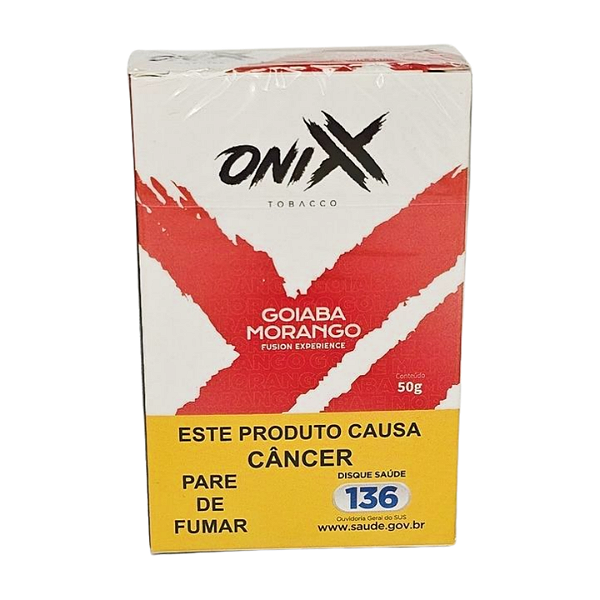 ONIX
TOBACCO
GOIABA
MORANGO
FUSION EXPERIENCE
Conteúdo
50g
ESTE PRODUTO CAUSA
CÂNCER
PARE
DE
FUMAR
DISQUE SAÚDE
136
Ouvidoria Geral do SUS
www.saude.gov.br